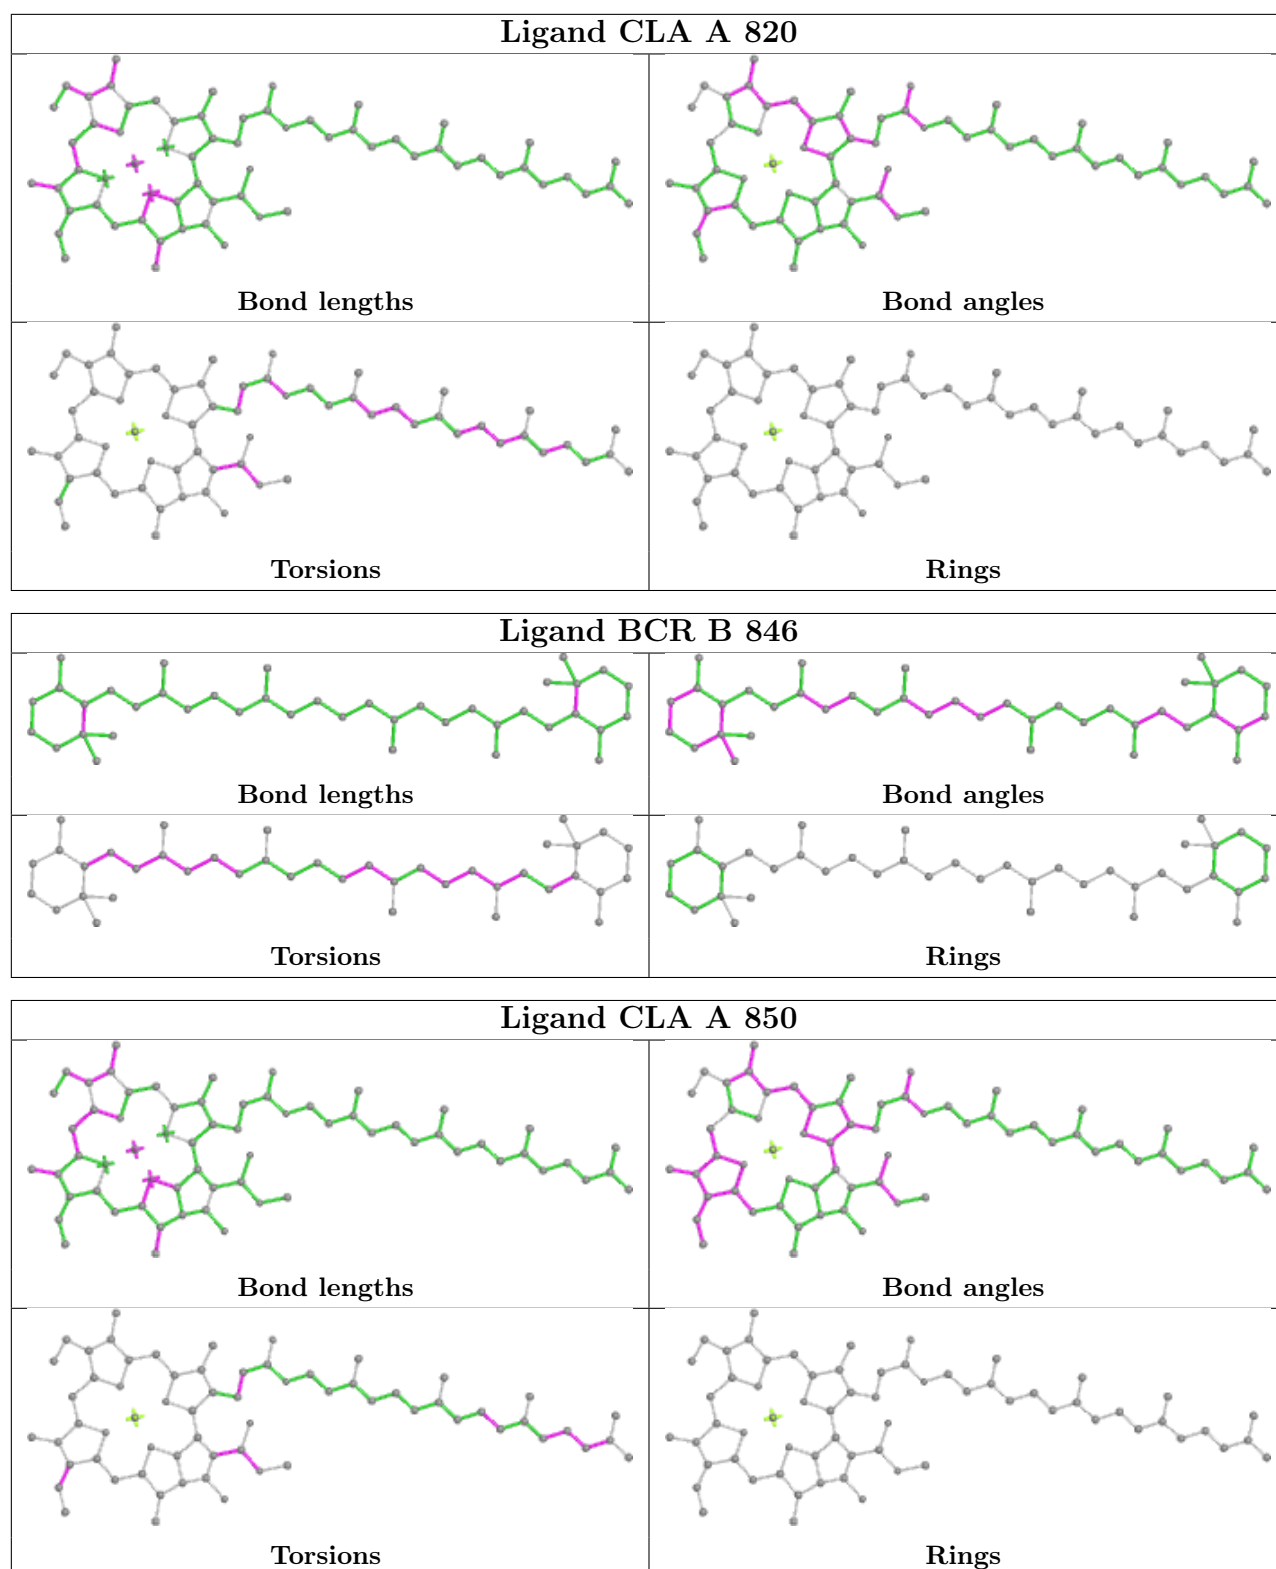 Ligand CLA A 820
Bond lengths
Bond angles
Torsions
Rings
Ligand BCR B 846
Bond lengths
Bond angles
Torsions
Rings
Ligand CLA A 850
Bond lengths
Bond angles
Torsions
Rings